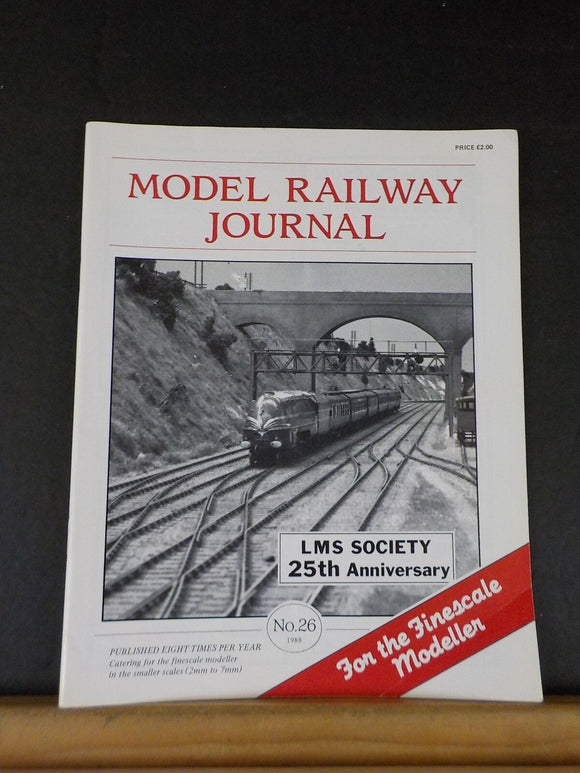 PRICE £2.00
MODEL RAILWAY
JOURNAL
LMS SOCIETY
25th Anniversary
No.26
1988
PUBLISHED EIGHT TIMES PER YEAR
Catering for the finescale modeller
in the smaller scales (2mm to 7mm)
For the Finescale
Modeller